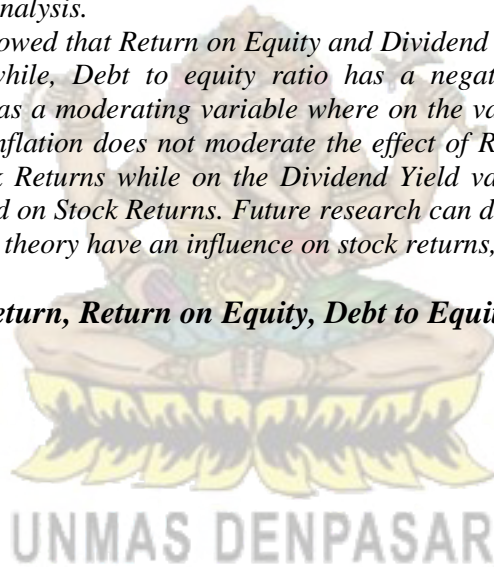 nalysis.
owed that Return on Equity and Dividend
while, Debt to equity ratio has a negat
as a moderating variable where on the va
nflation does not moderate the effect of R
k Returns while on the Dividend Yield va
d on Stock Returns. Future research can d
theory have an influence on stock returns,
eturn, Return on Equity, Debt to Equit
UNMAS DENPASAR